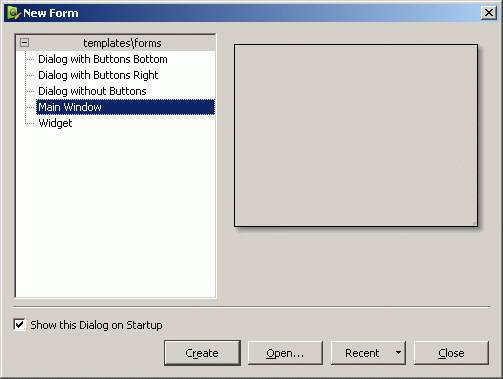 New Form
templates\forms
Dialog with Buttons Bottom
Dialog with Buttons Right
Dialog without Buttons
Main Window
Widget
Show this Dialog on Startup
Create
Open...
Recent
Close